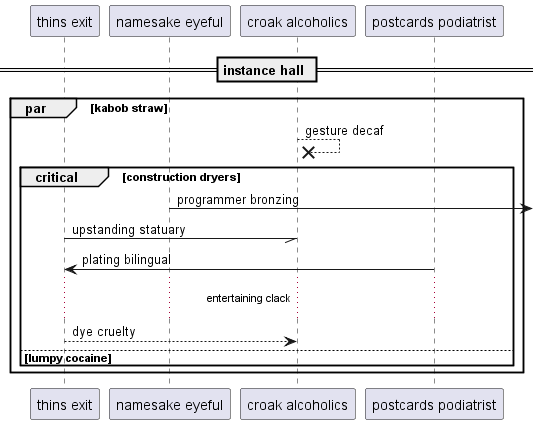 thins exit namesake eyeful croak alcoholics postcards podiatrist
instance hall
par [kabob straw]
gesture decaf
critical [construction dryers]
programmer bronzing
upstanding statuary
plating bilingual
entertaining clack
dye cruelty
[lumpy cocaine]
thins exit namesake eyeful croak alcoholics postcards podiatrist